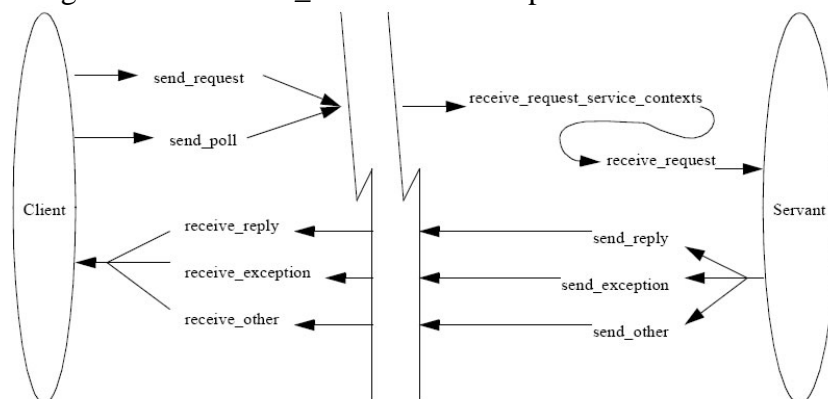 send_request
receive_request_service_contexts
send_poll
receive_request
Client
Servant
receive_reply
send_reply
receive_exception
send_exception
receive_other
send_other